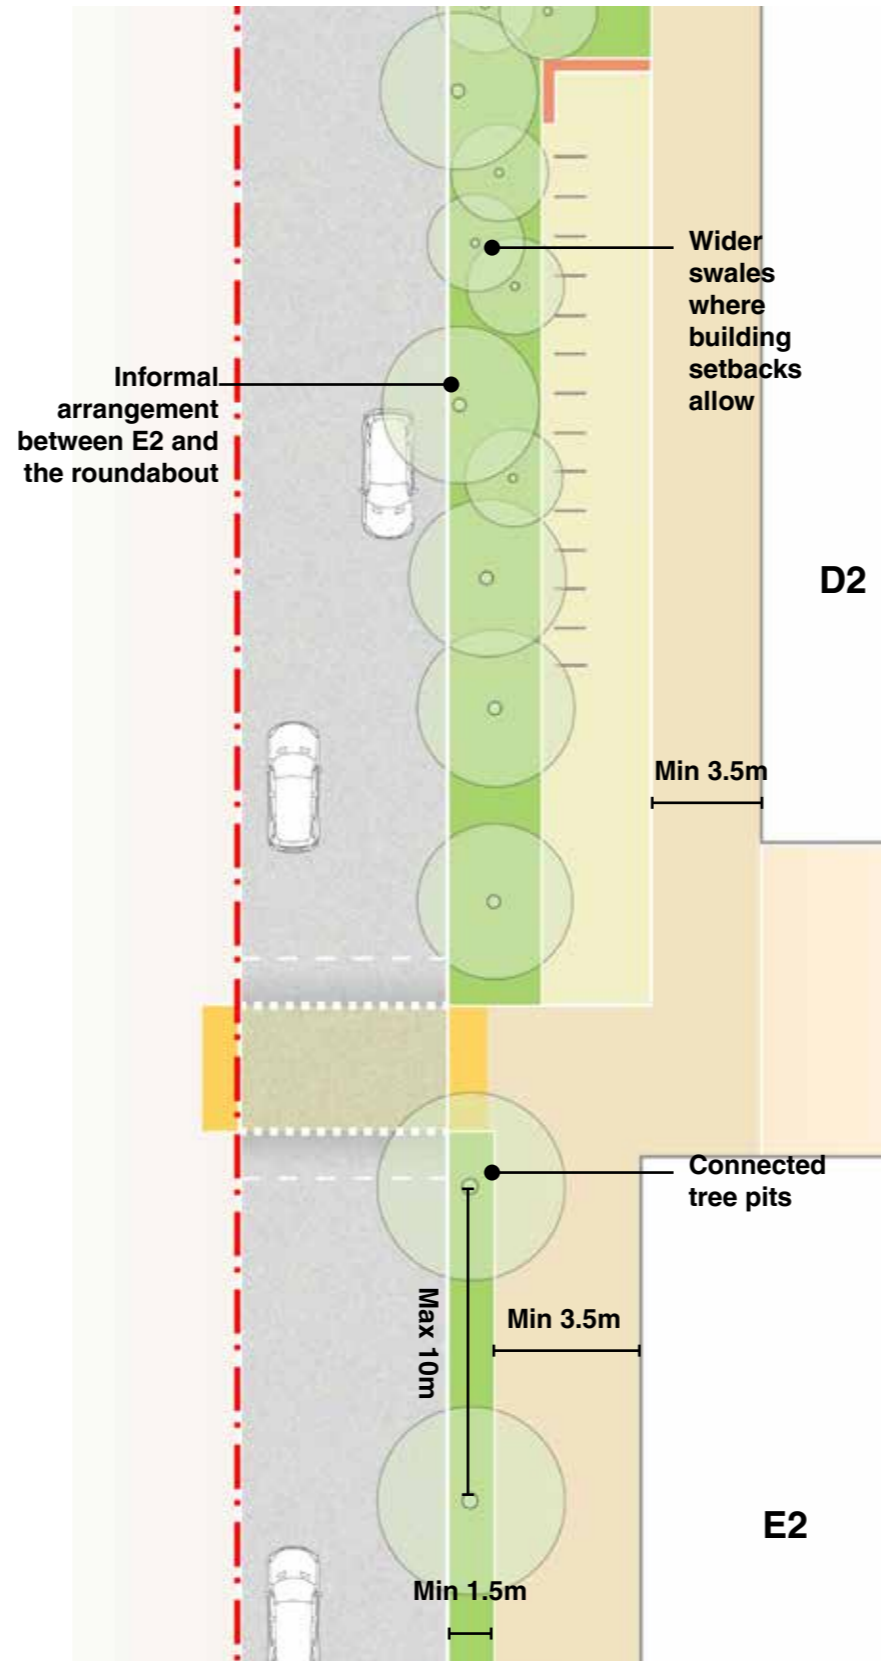 Wider
swales
where
building
setbacks
allow
Informal
arrangement
between E2 and
the roundabout
D2
Min 3.5m
Connected
tree pits
Max 10m
Min 3.5m
E2
Min 1.5m